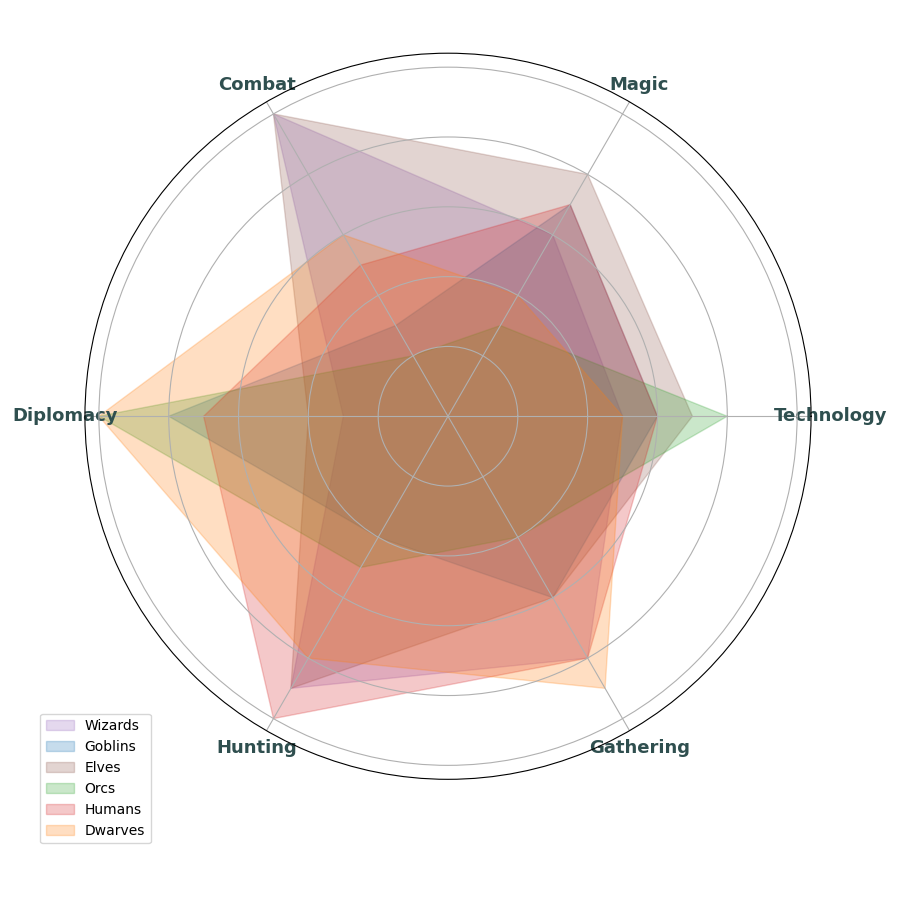 Combat
Magic
Diplomacy
Technology
Hunting
Gathering
Wizards
Goblins
Elves
Orcs
Humans
Dwarves